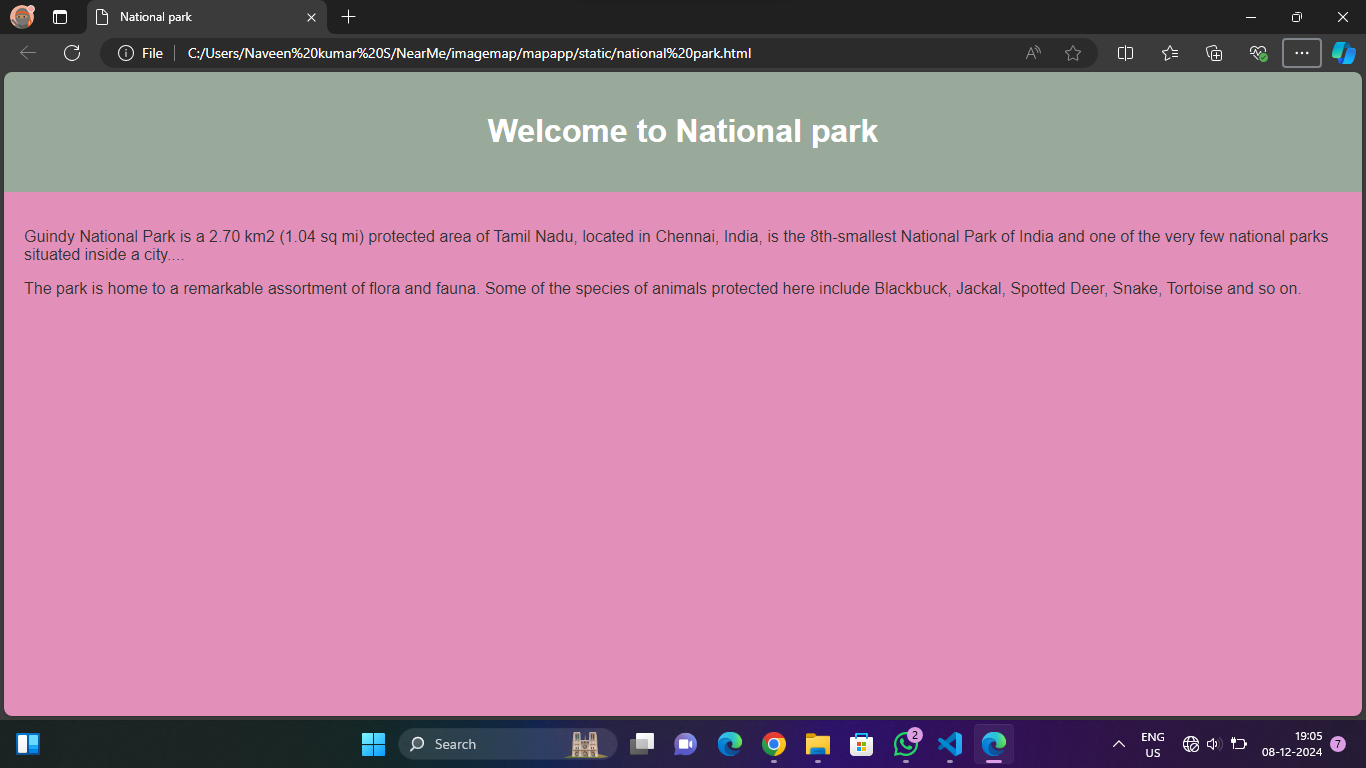 National park
File
C:/Users/Naveen%20kumar%20S/NearMe/imagemap/mapapp/static/national%20park.html
Welcome to National park
Guindy National Park is a 2.70 km2 (1.04 sq mi) protected area of Tamil Nadu, located in Chennai, India, is the 8th-smallest National Park of India and one of the very few national parks
situated inside a city....
The park is home to a remarkable assortment of flora and fauna. Some of the species of animals protected here include Blackbuck, Jackal, Spotted Deer, Snake, Tortoise and so on.
Search
2
ENG
US
19:05
08-12-2024
7